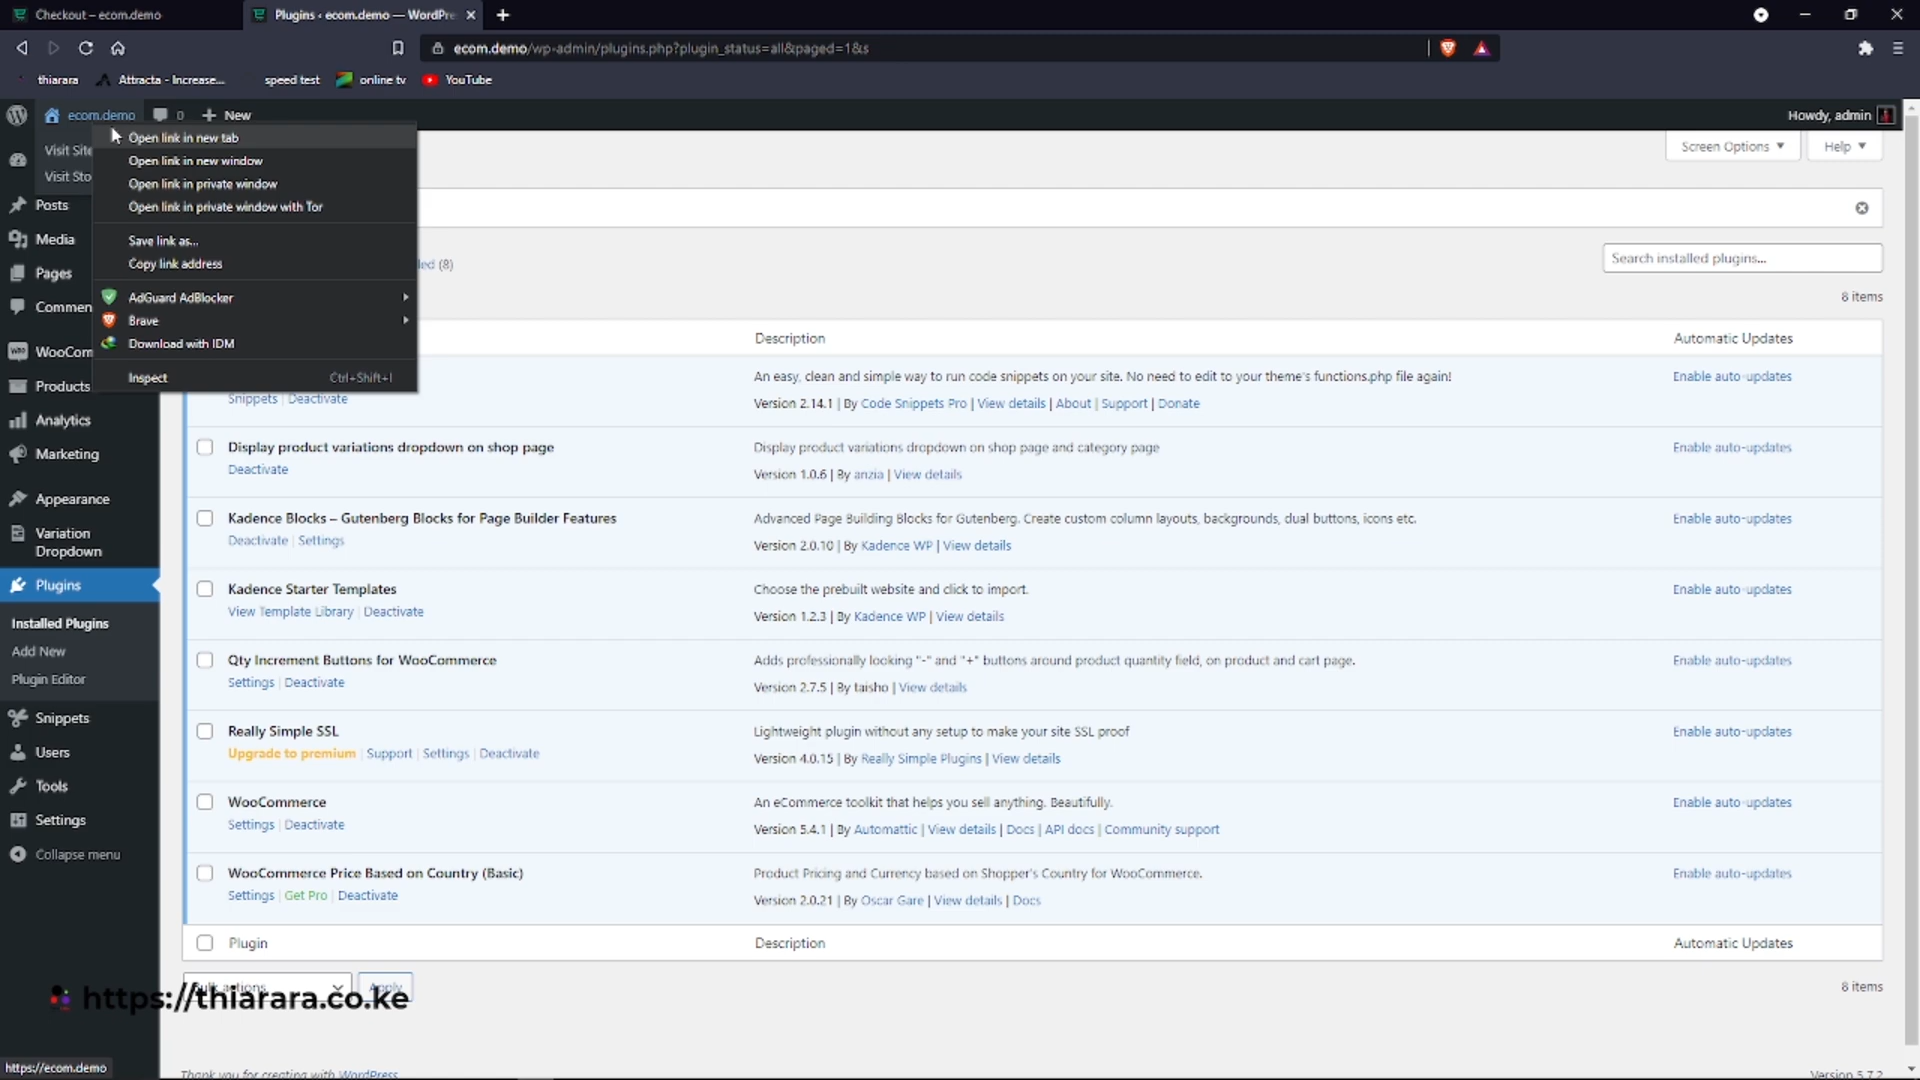 Checkout – ecom.demo
Plugins ‹ ecom.demo — WordPre
ecom.demo/wp-admin/plugins.php?plugin_status=all&paged=1&s
thiarara
Attracta - Increase...
speed test
online tv
YouTube
ecom.demo
0
New
Howdy, admin
Open link in new tab
Open link in new window
Open link in private window
Open link in private window with Tor
Save link as...
Copy link address
AdGuard AdBlocker
Brave
Download with IDM
Inspect
Ctrl+Shift+I
Visit Site
Visit Sto
Posts
Media
Pages
Commen
WooCom
Products
Analytics
Marketing
Appearance
Variation
Dropdown
Plugins
Installed Plugins
Add New
Plugin Editor
Snippets
Users
Tools
Settings
Collapse menu
Screen Options
Help
led (8)
Search installed plugins...
8 items
Description
Automatic Updates
An easy, clean and simple way to run code snippets on your site. No need to edit to your theme's functions.php file again!
Enable auto-updates
Snippets | Deactivate
Version 2.14.1 | By Code Snippets Pro | View details | About | Support | Donate
Display product variations dropdown on shop page
Display product variations dropdown on shop page and category page
Enable auto-updates
Deactivate
Version 1.0.6 | By anzia | View details
Kadence Blocks – Gutenberg Blocks for Page Builder Features
Advanced Page Building Blocks for Gutenberg. Create custom column layouts, backgrounds, dual buttons, icons etc.
Enable auto-updates
Deactivate | Settings
Version 2.0.10 | By Kadence WP | View details
Kadence Starter Templates
Choose the prebuilt website and click to import.
Enable auto-updates
View Template Library | Deactivate
Version 1.2.3 | By Kadence WP | View details
Qty Increment Buttons for WooCommerce
Adds professionally looking "-" and "+" buttons around product quantity field, on product and cart page.
Enable auto-updates
Settings | Deactivate
Version 2.7.5 | By taisho | View details
Really Simple SSL
Lightweight plugin without any setup to make your site SSL proof
Enable auto-updates
Upgrade to premium | Support | Settings | Deactivate
Version 4.0.15 | By Really Simple Plugins | View details
WooCommerce
An eCommerce toolkit that helps you sell anything. Beautifully.
Enable auto-updates
Settings | Deactivate
Version 5.4.1 | By Automattic | View details | Docs | API docs | Community support
WooCommerce Price Based on Country (Basic)
Product Pricing and Currency based on Shopper's Country for WooCommerce.
Enable auto-updates
Settings | Get Pro | Deactivate
Version 2.0.21 | By Oscar Gare | View details | Docs
Plugin
Description
Automatic Updates
Bulk actions
Apply
8 items
https://thiarara.co.ke
https://ecom.demo
Thank you for creating with WordPress
Version 5.7.2